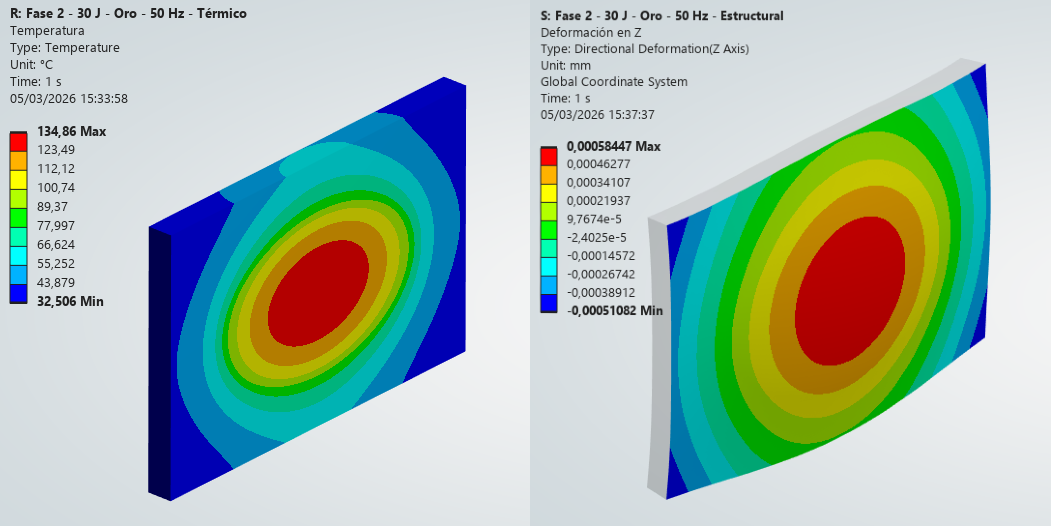 R: Fase 2 - 30 J - Oro - 50 Hz - Térmico
Temperatura
Type: Temperature
Unit: °C
Time: 1 s
05/03/2026 15:33:58
134,86 Max
123,49
112,12
100,74
89,37
77,997
66,624
55,252
43,879
32,506 Min
S: Fase 2 - 30 J - Oro - 50 Hz - Estructural
Deformación en Z
Type: Directional Deformation(Z Axis)
Unit: mm
Global Coordinate System
Time: 1 s
05/03/2026 15:37:37
0,00058447 Max
0,00046277
0,00034107
0,00021937
9,7674e-5
-2,4025e-5
-0,00014572
-0,00026742
-0,00038912
-0,00051082 Min